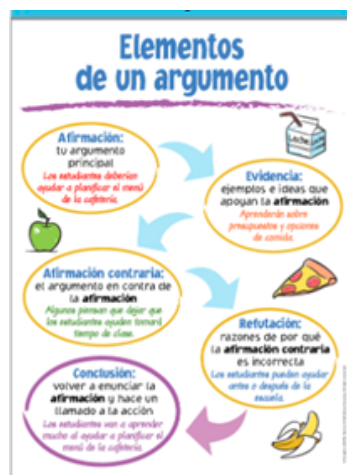 Elementos
de un argumento
Afirmación:
tu argumento
principal
Los estudiantes deberían
ayudar a planificar el menú
de la cafetería.
Leche
Evidencia:
ejemplos e ideas que
apoyan la afirmación
Aprenderán sobre
presupuestos y opciones
de comida.
Afirmación contraria:
el argumento en contra de
la afirmación
Algunos piensan que dejar que
los estudiantes ayuden tomará
tiempo de clase.
Refutación:
razones de por qué
la afirmación contraria
es incorrecta
Los estudiantes pueden ayudar
antes o después de la
escuela.
Conclusión:
volver a enunciar la
afirmación y hace un
llamado a la acción
Los estudiantes van a aprender
mucho al ayudar a planificar el
menú de la cafetería.